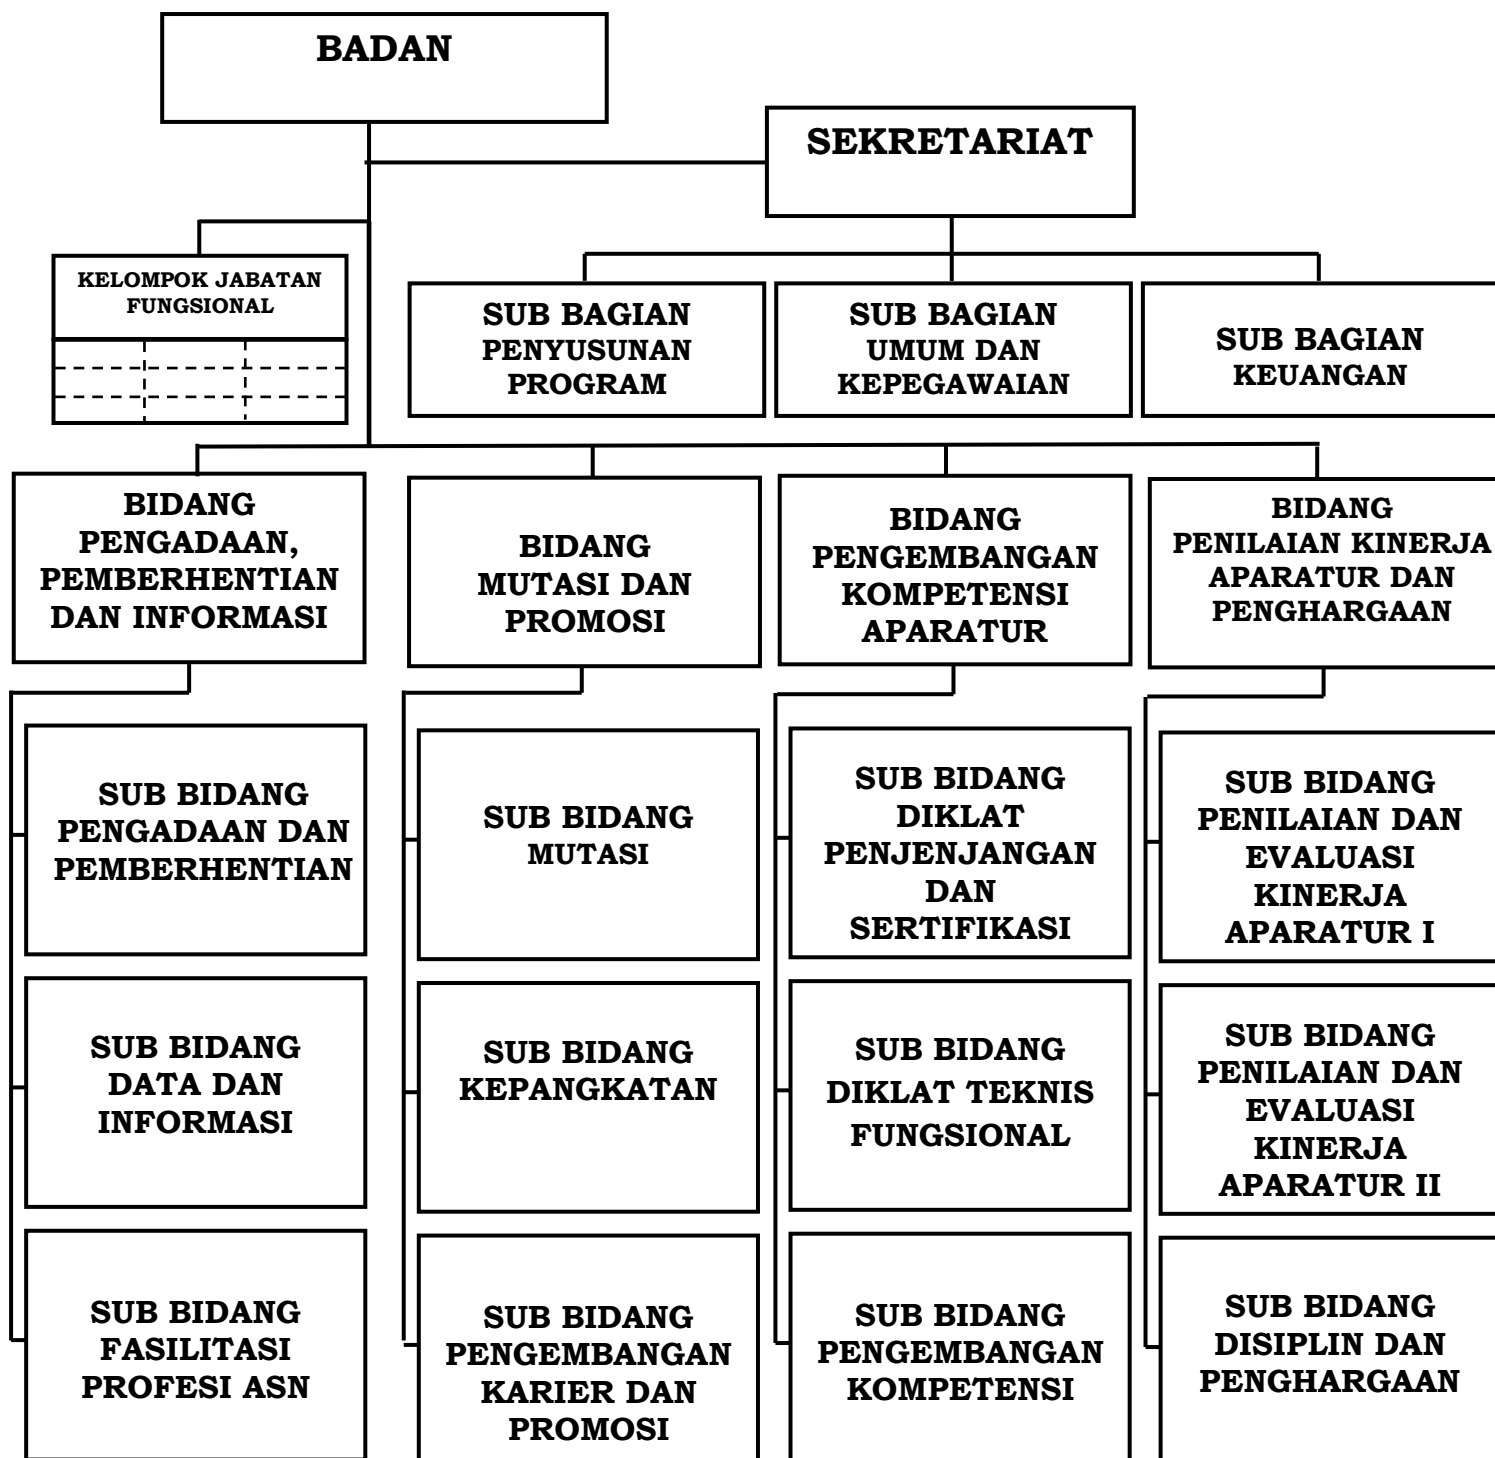 BADAN
SEKRETARIAT
KELOMPOK JABATAN
FUNGSIONAL
SUB BAGIAN
PENYUSUNAN
PROGRAM
SUB BAGIAN
UMUM DAN
KEPEGAWAIAN
SUB BAGIAN
KEUANGAN
BIDANG
PENGADAAN,
PEMBERHENTIAN
DAN INFORMASI
BIDANG
MUTASI DAN
PROMOSI
BIDANG
PENGEMBANGAN
KOMPETENSI
APARATUR
BIDANG
PENILAIAN KINERJA
APARATUR DAN
PENGHARGAAN
SUB BIDANG
PENGADAAN DAN
PEMBERHENTIAN
SUB BIDANG
MUTASI
SUB BIDANG
DIKLAT
PENJENJANGAN
DAN
SERTIFIKASI
SUB BIDANG
PENILAIAN DAN
EVALUASI
KINERJA
APARATUR I
SUB BIDANG
DATA DAN
INFORMASI
SUB BIDANG
KEPANGKATAN
SUB BIDANG
DIKLAT TEKNIS
FUNGSIONAL
SUB BIDANG
PENILAIAN DAN
EVALUASI
KINERJA
APARATUR II
SUB BIDANG
FASILITASI
PROFESI ASN
SUB BIDANG
PENGEMBANGAN
KARIER DAN
PROMOSI
SUB BIDANG
PENGEMBANGAN
KOMPETENSI
SUB BIDANG
DISIPLIN DAN
PENGHARGAAN